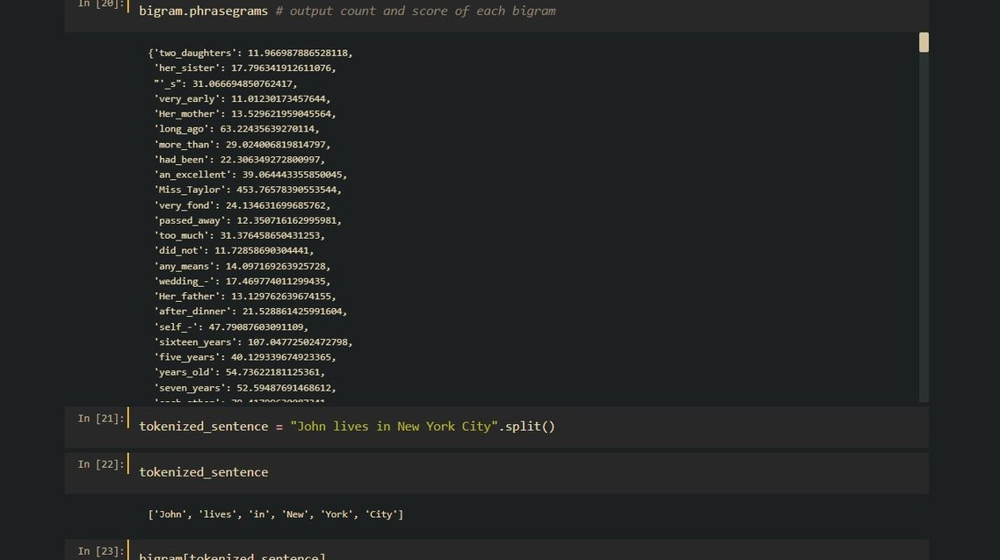 In [20]:
bigram.phrasegrams # output count and score of each bigram
{'two_daughters': 11.966987886528118,
'her_sister': 17.796341912611076,
"'_s": 31.066694850762417,
'very_early': 11.01230173457644,
'Her_mother': 13.529621959045564,
'long_ago': 63.22435639270114,
'more_than': 29.024006819814797,
'had_been': 22.306349272800997,
'an_excellent': 39.064443355850045,
'Miss_Taylor': 453.76578390553544,
'very_fond': 24.134631699685762,
'passed_away': 12.350716162995981,
'too_much': 31.376458650431253,
'did_not': 11.72858690304441,
'any_means': 14.097169263925728,
'wedding_-': 17.469774011299435,
'Her_father': 13.129762639674155,
'after_dinner': 21.528861425991604,
'self_-': 47.79087603091109,
'sixteen_years': 107.04772502472798,
'five_years': 40.129339674923365,
'years_old': 54.73622181125361,
'seven_years': 52.59487691468612,
In [21]:
tokenized_sentence = "John lives in New York City".split()
In [22]:
tokenized_sentence
['John', 'lives', 'in', 'New', 'York', 'City']
In [23]:
bigram[tokenized_sentence]